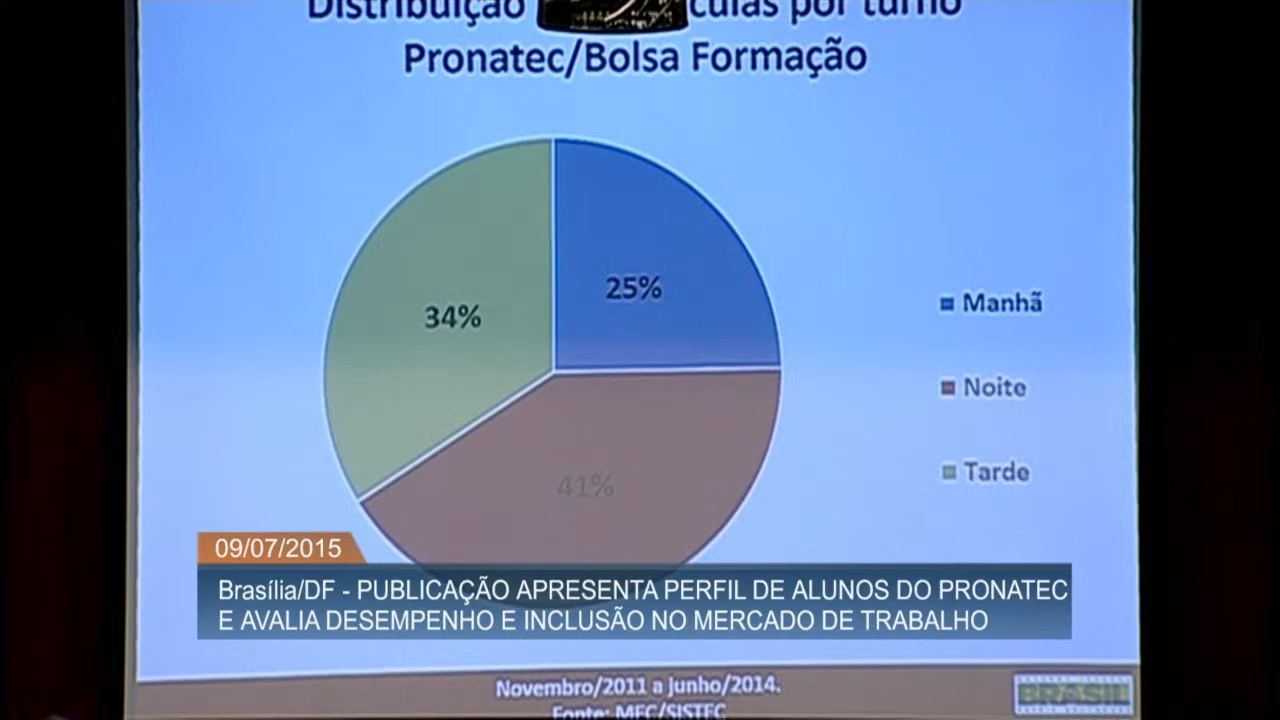 Distribuição culas por turno
Pronatec/Bolsa Formação
25%
34%
41%
Manhã
Noite
Tarde
09/07/2015
Brasília/DF - PUBLICAÇÃO APRESENTA PERFIL DE ALUNOS DO PRONATEC
E AVALIA DESEMPENHO E INCLUSÃO NO MERCADO DE TRABALHO
Novembro/2011 a junho/2014.
Fonte: MEC/SISTEC
BRASIL